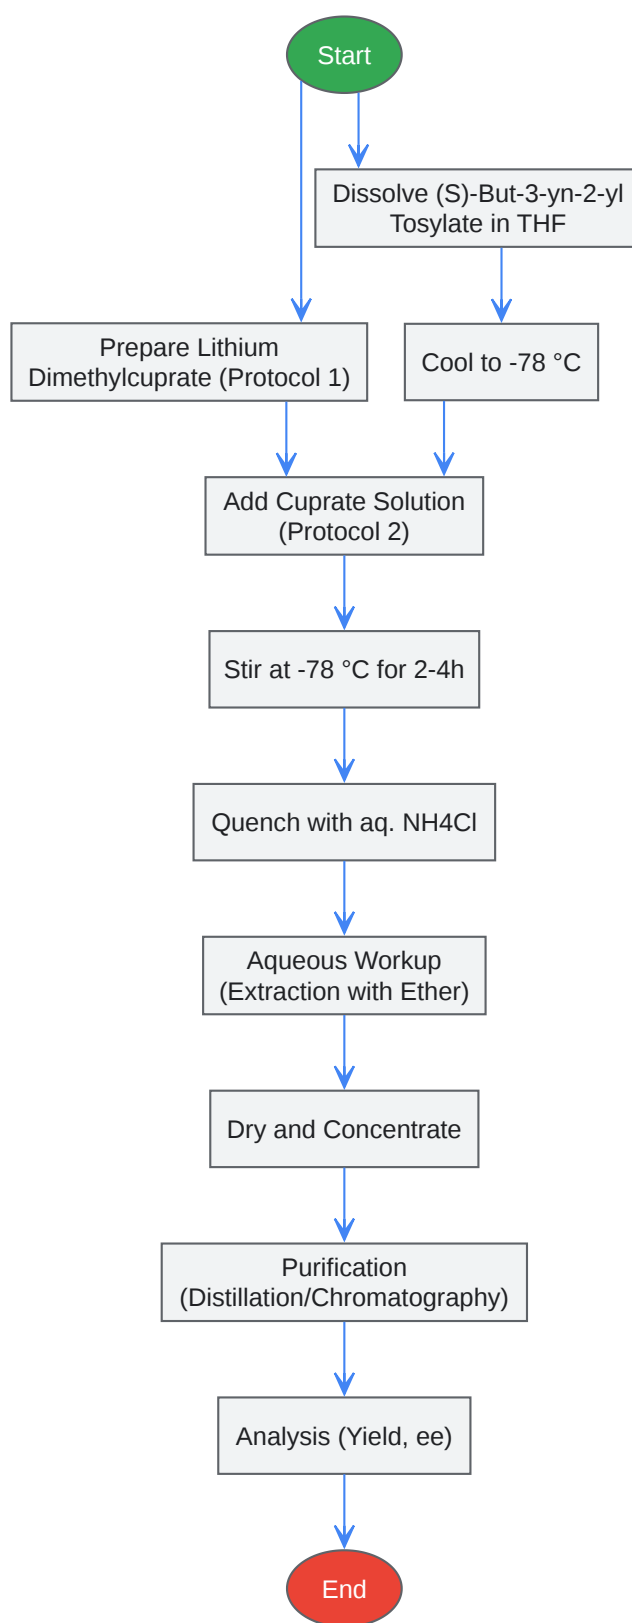 Start
Dissolve (S)-But-3-yn-2-yl
Tosylate in THF
Prepare Lithium
Dimethylcuprate (Protocol 1)
Cool to -78 °C
Add Cuprate Solution
(Protocol 2)
Stir at -78 °C for 2-4h
Quench with aq. NH4Cl
Aqueous Workup
(Extraction with Ether)
Dry and Concentrate
Purification
(Distillation/Chromatography)
Analysis (Yield, ee)
End